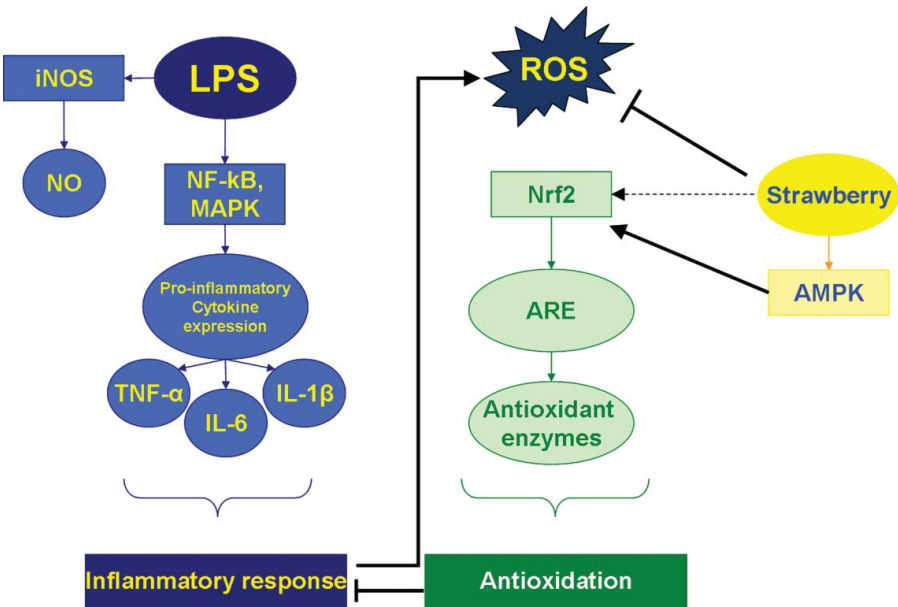 iNOS
LPS
NO
NF-kB,
MAPK
Pro-inflammatory
Cytokine
expression
TNF-α
IL-6
IL-1β
Inflammatory response
ROS
Nrf2
Strawberry
AMPK
ARE
Antioxidant
enzymes
Antioxidation